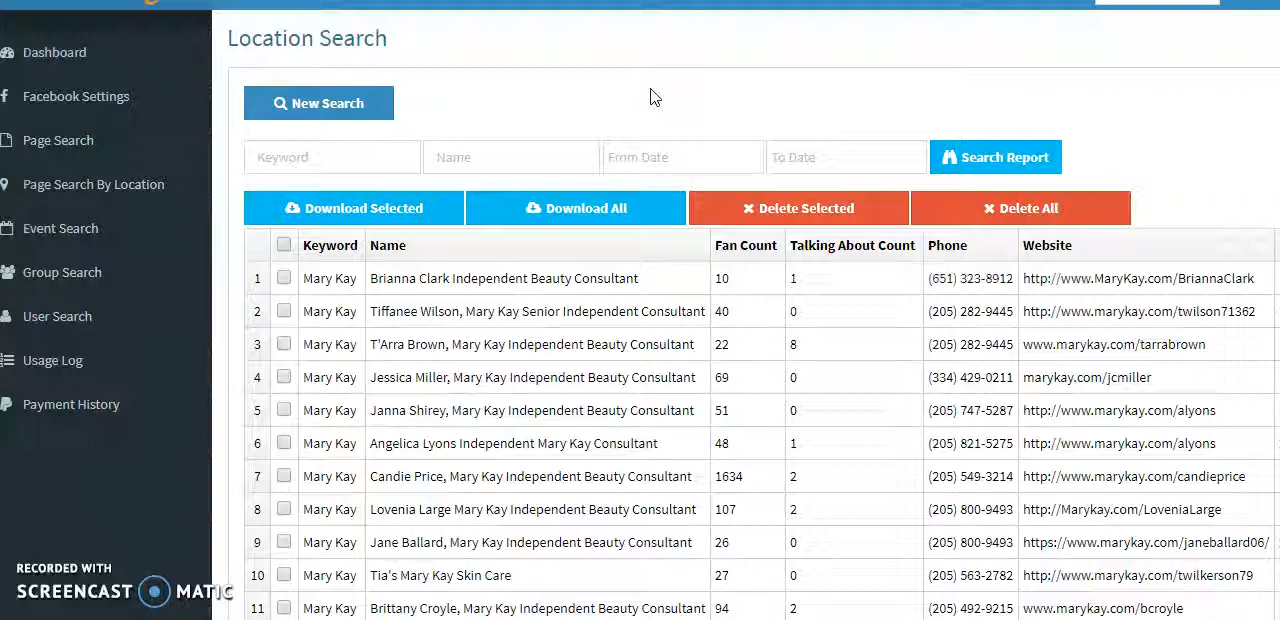 Location Search
Dashboard
Facebook Settings
Page Search
Page Search By Location
Event Search
Group Search
User Search
Usage Log
Payment History
New Search
Keyword Name From Date To Date Search Report
Download Selected Download All Delete Selected Delete All
Keyword Name Fan Count Talking About Count Phone Website
1 Mary Kay Brianna Clark Independent Beauty Consultant 10 1 (651) 323-8912 http://www.MaryKay.com/BriannaClark
2 Mary Kay Tiffanee Wilson, Mary Kay Senior Independent Consultant 40 0 (205) 282-9445 http://www.marykay.com/twilson71362
3 Mary Kay T'Arra Brown, Mary Kay Independent Beauty Consultant 22 8 (205) 282-9445 www.marykay.com/tarrabrown
4 Mary Kay Jessica Miller, Mary Kay Independent Beauty Consultant 69 0 (334) 429-0211 marykay.com/jcmiller
5 Mary Kay Janna Shirey, Mary Kay Independent Beauty Consultant 51 0 (205) 747-5287 http://www.marykay.com/alyons
6 Mary Kay Angelica Lyons Independent Mary Kay Consultant 48 1 (205) 821-5275 http://www.marykay.com/alyons
7 Mary Kay Candie Price, Mary Kay Independent Beauty Consultant 1634 2 (205) 549-3214 http://www.marykay.com/candieprice
8 Mary Kay Lovenia Large Mary Kay Independent Beauty Consultant 107 2 (205) 800-9493 http://Marykay.com/LoveniaLarge
9 Mary Kay Jane Ballard, Mary Kay Independent Beauty Consultant 26 0 (205) 800-9493 https://www.marykay.com/janeballard06/
10 Mary Kay Tia's Mary Kay Skin Care 27 0 (205) 563-2782 http://www.marykay.com/twilkerson79
11 Mary Kay Brittany Croyle, Mary Kay Independent Beauty Consultant 94 2 (205) 492-9215 www.marykay.com/bcroyle
RECORDED WITH
SCREENCAST MATIC